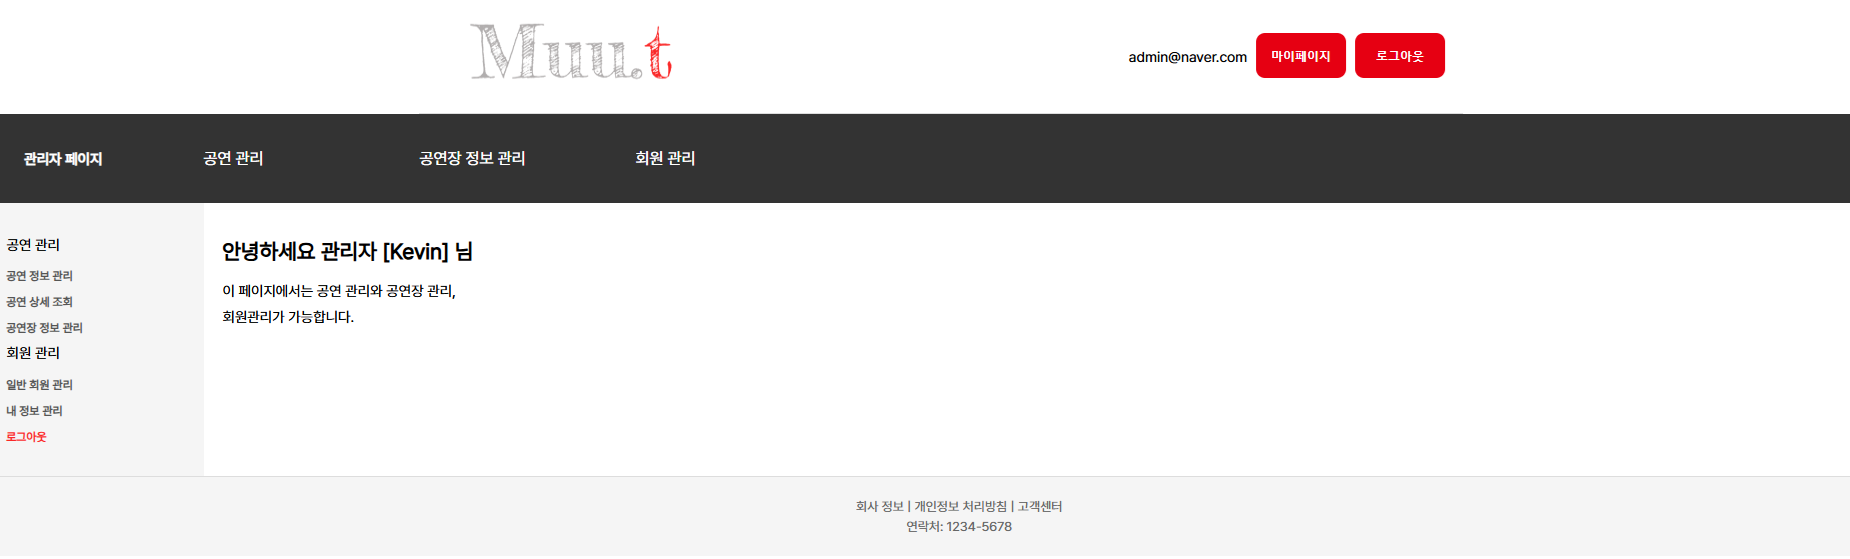 Muu.t
admin@naver.com 마이페이지 로그아웃
관리자 페이지 공연 관리 공연장 정보 관리 회원 관리
공연 관리
공연 정보 관리
공연 상세 조회
공연장 정보 관리
회원 관리
일반 회원 관리
내 정보 관리
로그아웃
안녕하세요 관리자 [Kevin] 님
이 페이지에서는 공연 관리와 공연장 관리,
회원관리가 가능합니다.
회사 정보 | 개인정보 처리방침 | 고객센터
연락처: 1234-5678